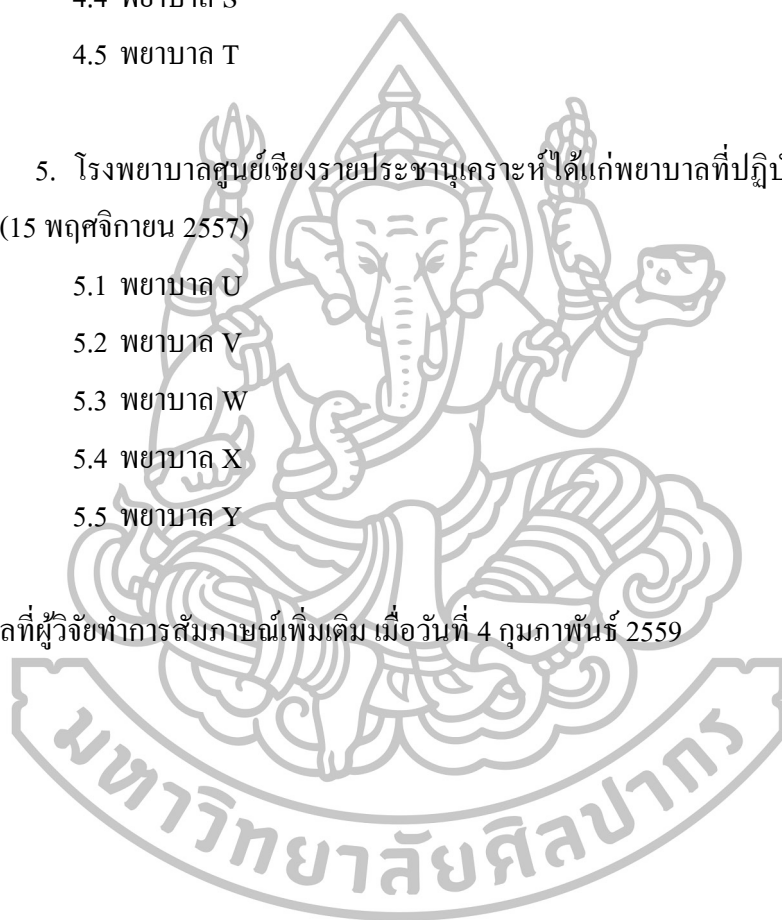 4.4 พยาบาล S
4.5 พยาบาล T
5. โรงพยาบาลศูนย์เชียงรายประชานุเคราะห์ ได้แก่พยาบาลที่
(15 พฤศจิกายน 2557)
5.1 พยาบาล U
5.2 พยาบาล V
5.3 พยาบาล W
5.4 พยาบาล X
5.5 พยาบาล Y
ที่ผู้วิจัยทำการสัมภาษณ์เพิ่มเติม เมื่อวันที่ 4 กุมภาพันธ์ 2559
มหาวิทยาลัยศิลปากร